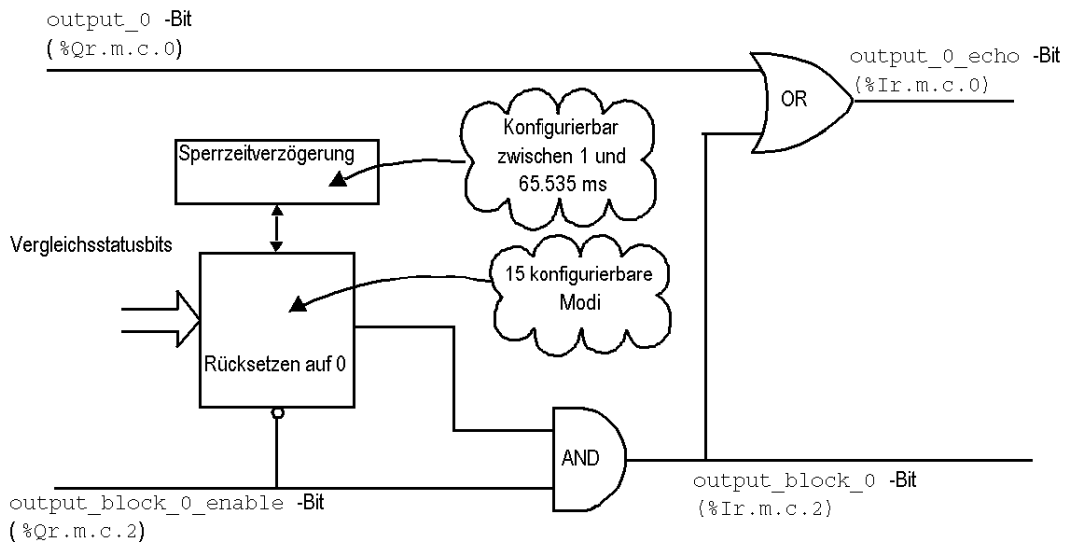 output_0 -Bit
(%Qr.m.c.0)
output_0_echo -Bit
(%Ir.m.c.0)
OR
Konfigurierbar
zwischen 1 und
65.535 ms
Sperrzeitverzögerung
Vergleichsstatusbits
15 konfigurierbare
Modi
Rücksetzen auf 0
AND
output_block_0_enable -Bit
(%Qr.m.c.2)
output_block_0 -Bit
(%Ir.m.c.2)